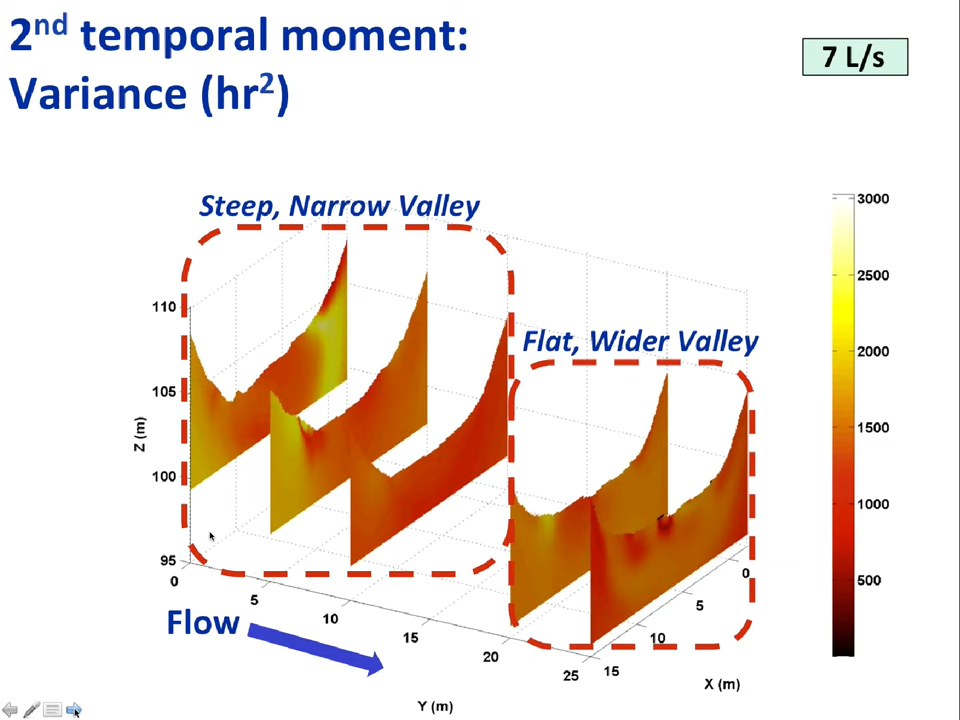 2nd temporal moment:
Variance (hr2)
7 L/s
Steep, Narrow Valley
Flat, Wider Valley
110
105
100
95
Z (m)
0
5
10
15
20
25
Y (m)
0
5
10
15
X (m)
Flow
3000
2500
2000
1500
1000
500